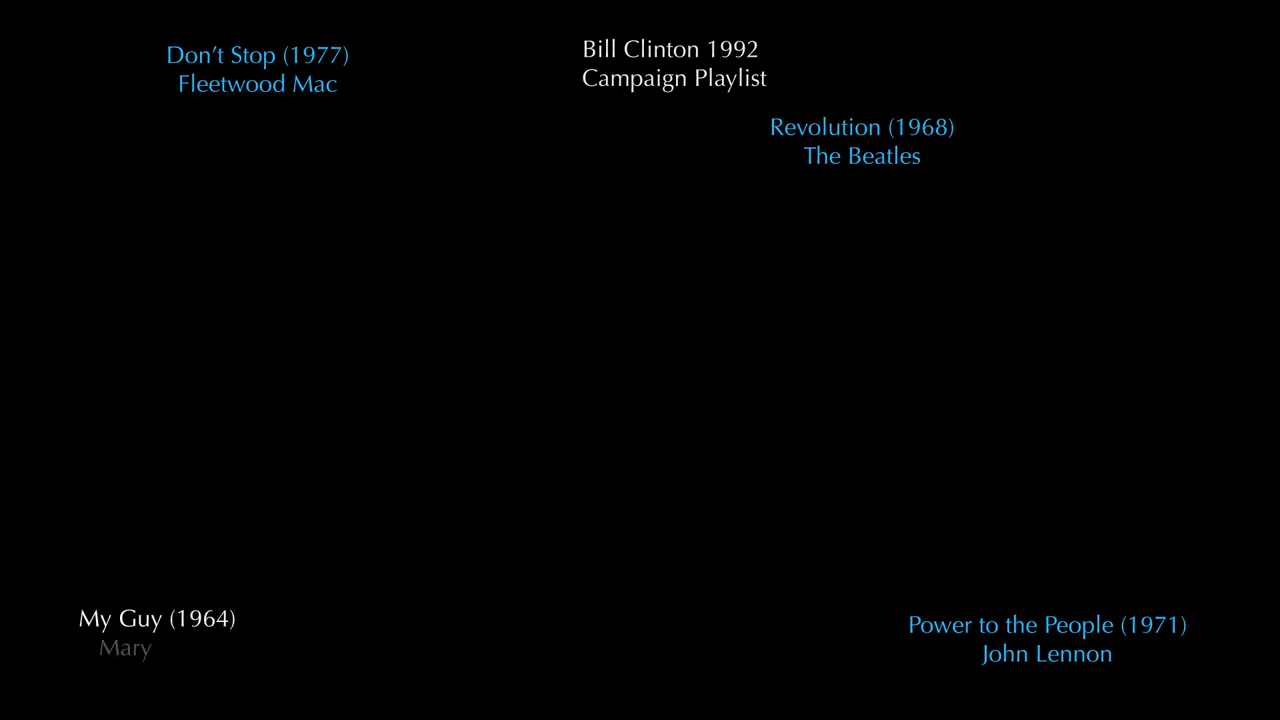 Don’t Stop (1977)
Fleetwood Mac
Bill Clinton 1992
Campaign Playlist
Revolution (1968)
The Beatles
My Guy (1964)
Mary
Power to the People (1971)
John Lennon